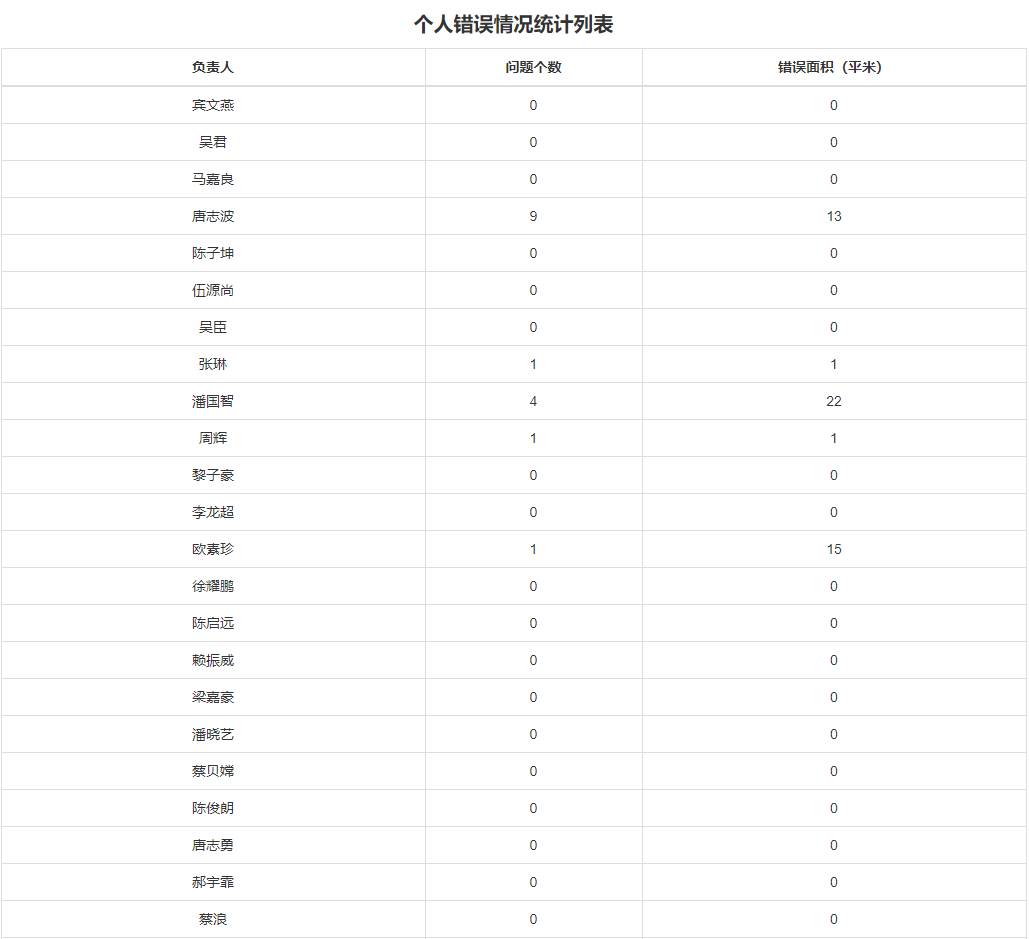 个人错误情况统计列表
负责人 问题个数 错误面积（平米）
宾文燕 0 0
吴君 0 0
马嘉良 0 0
唐志波 9 13
陈子坤 0 0
伍源尚 0 0
吴臣 0 0
张琳 1 1
潘国智 4 22
周辉 1 1
黎子豪 0 0
李龙超 0 0
欧素珍 1 15
徐耀鹏 0 0
陈启远 0 0
赖振威 0 0
梁嘉豪 0 0
潘晓艺 0 0
蔡贝嫦 0 0
陈俊朗 0 0
唐志勇 0 0
郝宇霏 0 0
蔡浪 0 0